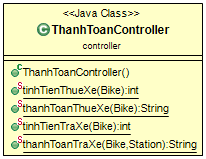 <<Java Class>>
ThanhToanController
controller
ThanhToanController()
tinhTienThueXe(Bike):int
thanhToanThueXe(Bike):String
tinhTienTraXe(Bike):int
thanhToanTraXe(Bike,Station):String